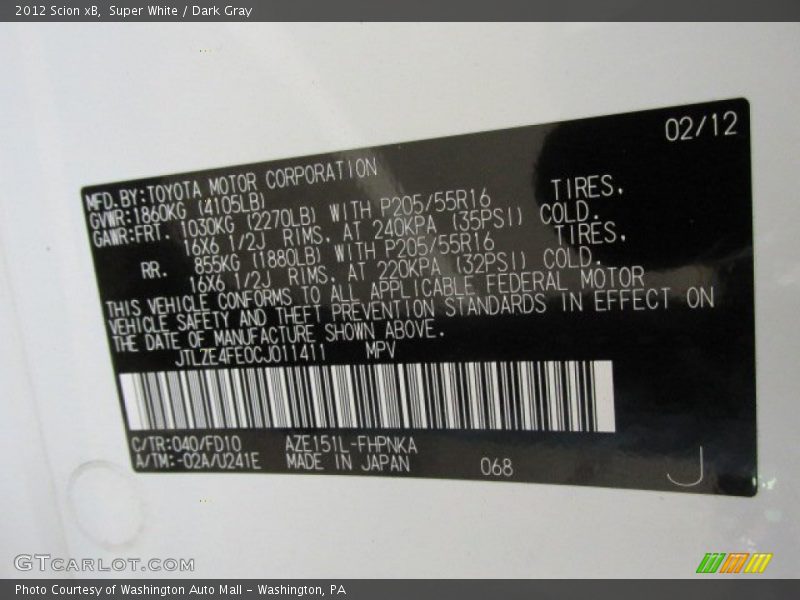 2012 Scion xB,  Super White / Dark Gray
02/12
MFD.BY:TOYOTA MOTOR CORPORATION
GVWR:1860KG (4105LB)
GAWR:FRT. 1030KG (2270LB) WITH P205/55R16 TIRES,
16X6 1/2J RIMS, AT 240KPA (35PSI) COLD.
RR. 855KG (1880LB) WITH P205/55R16 TIRES,
16X6 1/2J RIMS, AT 220KPA (32PSI) COLD.
THIS VEHICLE CONFORMS TO ALL APPLICABLE FEDERAL MOTOR
VEHICLE SAFETY AND THEFT PREVENTION STANDARDS IN EFFECT ON
THE DATE OF MANUFACTURE SHOWN ABOVE.
JTLZE4FE0CJ011411 MPV
C/TR:040/FD10 AZE151L-FHPNKA
A/TM:-02A/U241E MADE IN JAPAN 068 J
GTCARLOT.COM
Photo Courtesy of Washington Auto Mall - Washington, PA